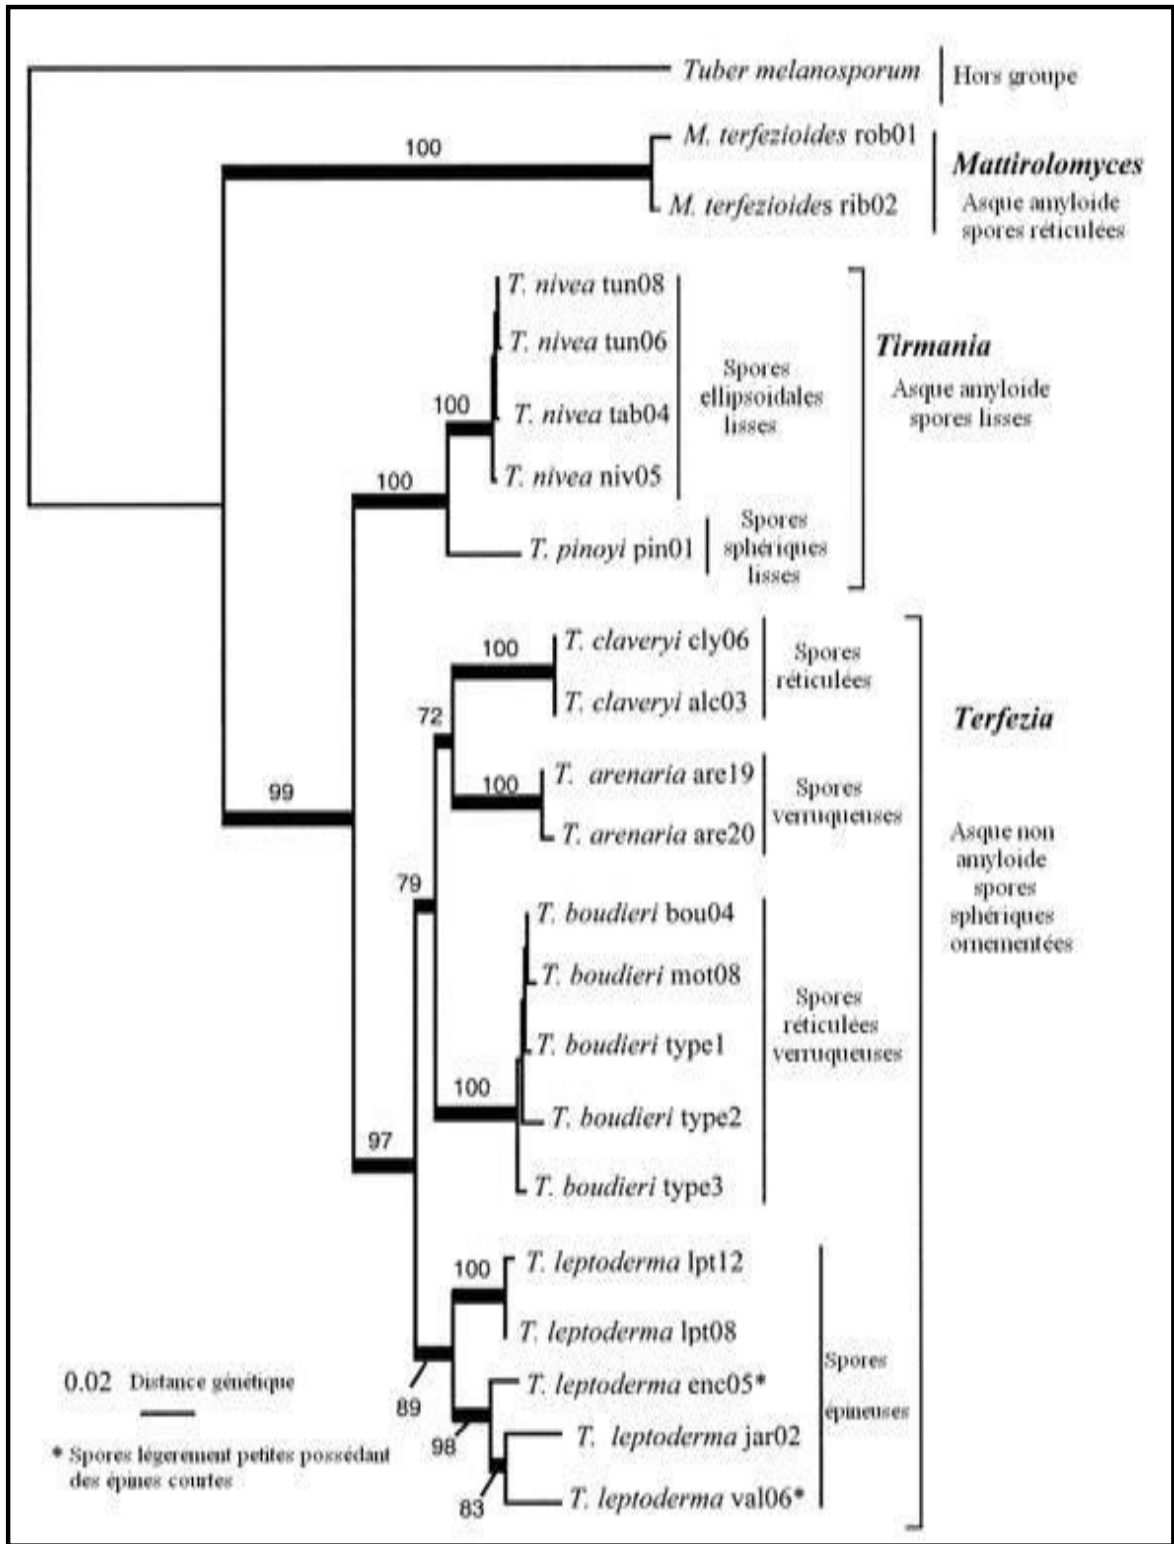 Tuber melanosporum
Hors groupe
100
M. terfezioides rob01
M. terfezioides rib02
Mattirolomyces
Asque amyloide
spores réticulées
T. nivea tun08
T. nivea tun06
100
T. nivea tab04
T. nivea niv05
Spores
ellipsoidales
lisses
Tirmania
Asque amyloide
spores lisses
100
T. pinoyi pin01
Spores
sphériques
lisses
99
100
T. claveryi cly06
T. claveryi alc03
Spores
réticulées
72
100
T. arenaria are19
T. arenaria are20
Spores
verruqueuses
Terfezia
Asque non
amyloide
spores
sphériques
ornementées
79
T. boudieri bou04
T. boudieri mot08
T. boudieri type1
100
T. boudieri type2
T. boudieri type3
Spores
réticulées
verruqueuses
97
100
T. leptoderma lpt12
T. leptoderma lpt08
89
T. leptoderma enc05*
98
T. leptoderma jar02
83
T. leptoderma val06*
Spores
épineuses
0.02 Distance génétique
* Spores légerement petites possédant
des épines courtes